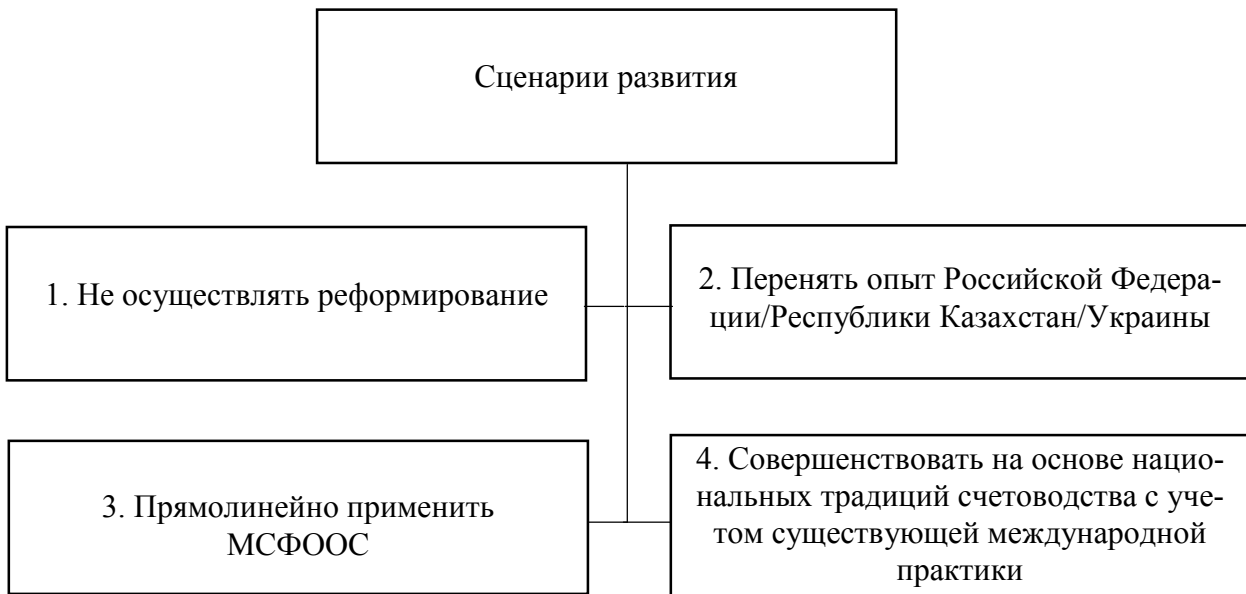 Сценарии развития
1. Не осуществлять реформирование
2. Перенять опыт Российской Федера-
ции/Республики Казахстан/Украины
3. Прямолинейно применить
МСФООС
4. Совершенствовать на основе нацио-
нальных традиций счетоводства с уче-
том существующей международной
практики